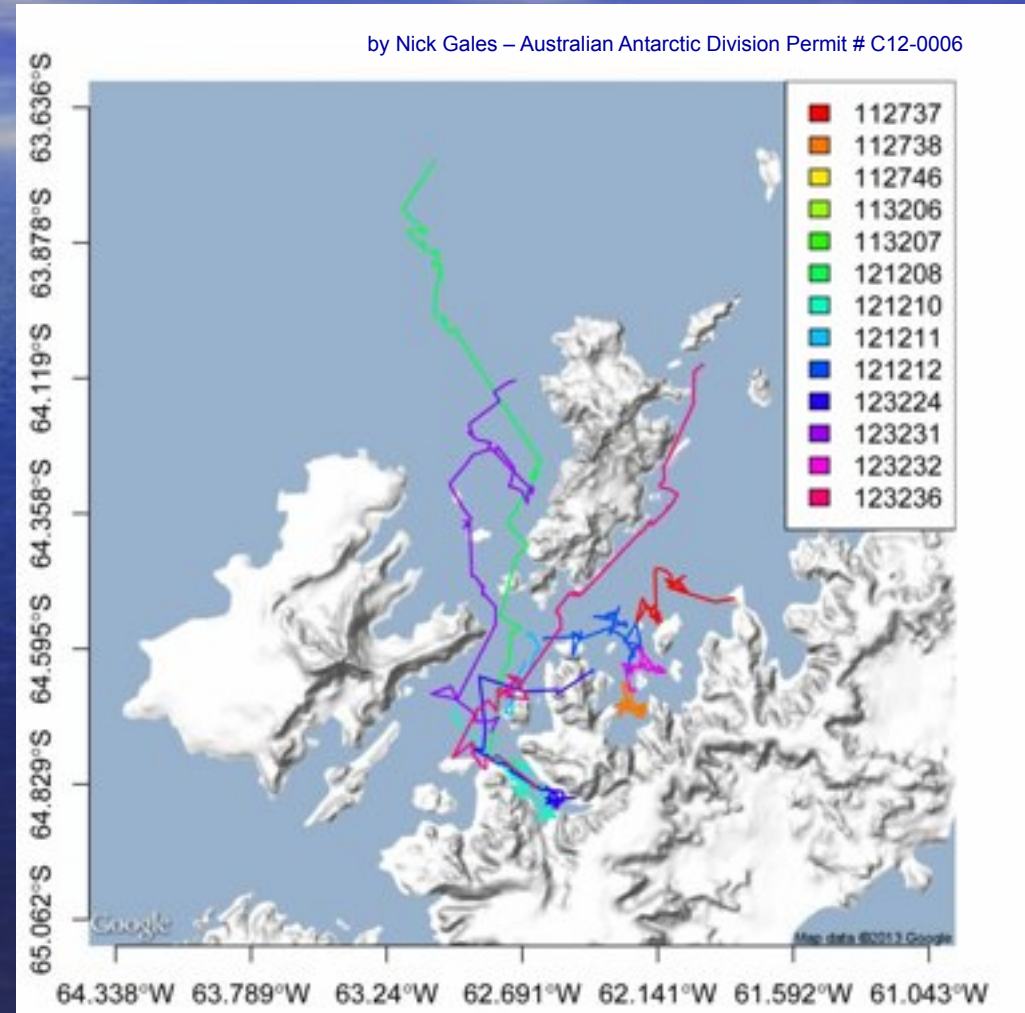 by Nick Gales – Australian Antarctic Division Permit # C12-0006
63.636°S
63.878°S
64.119°S
64.358°S
64.595°S
64.829°S
65.062°S
112737
112738
112746
113206
113207
121208
121210
121211
121212
123224
123231
123232
123236
Google
Map data ©2013 Google
64.338°W 63.789°W 63.24°W 62.691°W 62.141°W 61.592°W 61.043°W